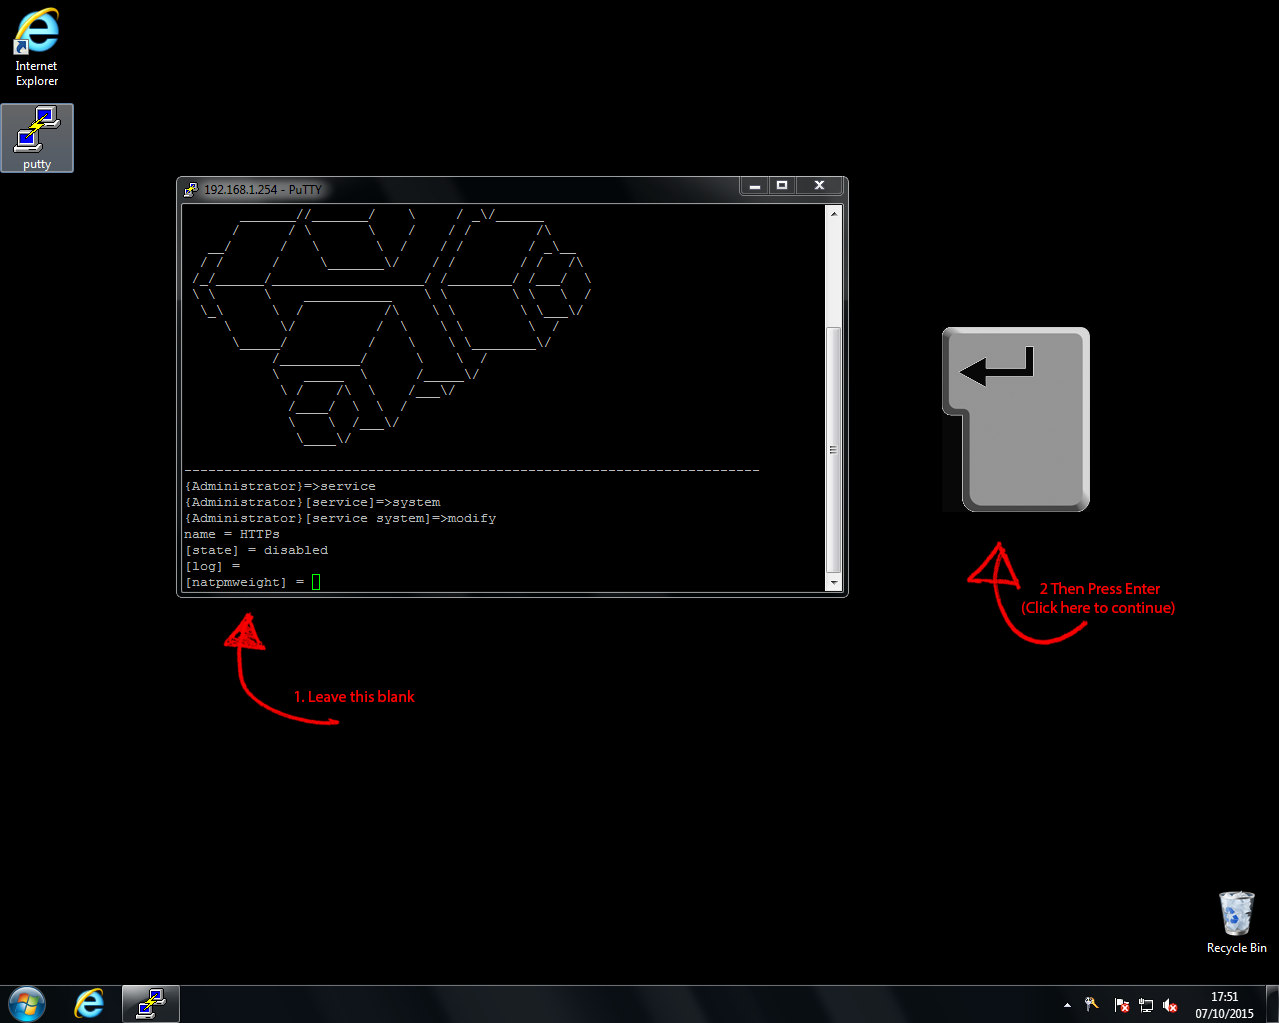 Internet
Explorer
putty
192.168.1.254 - PuTTY
------------------------------------------------------------------------
{Administrator}=>service
{Administrator}[service]=>system
{Administrator}[service system]=>modify
name = HTTPs
[state] = disabled
[log] =
[natpmweight] =
1. Leave this blank
2 Then Press Enter
(Click here to continue)
Recycle Bin
17:51
07/10/2015